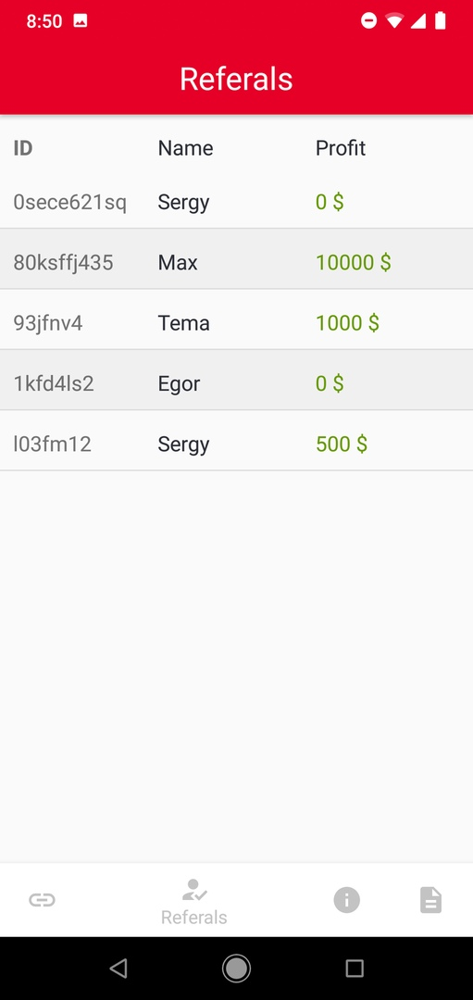 8:50
Referals
ID Name Profit
0sece621sq Sergy 0 $
80ksffj435 Max 10000 $
93jfnv4 Tema 1000 $
1kfd4ls2 Egor 0 $
l03fm12 Sergy 500 $
Referals